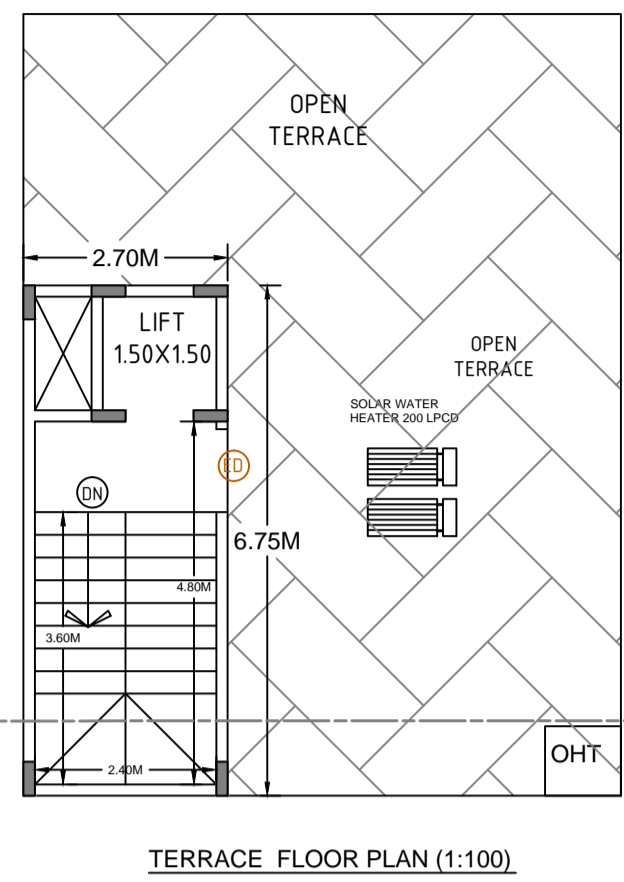 OPEN
TERRACE
2.70M
LIFT
1.50X1.50
OPEN
TERRACE
SOLAR WATER
HEATER 200 LPCD
ED
DN
6.75M
4.80M
3.60M
2.40M
OHT
TERRACE FLOOR PLAN (1:100)